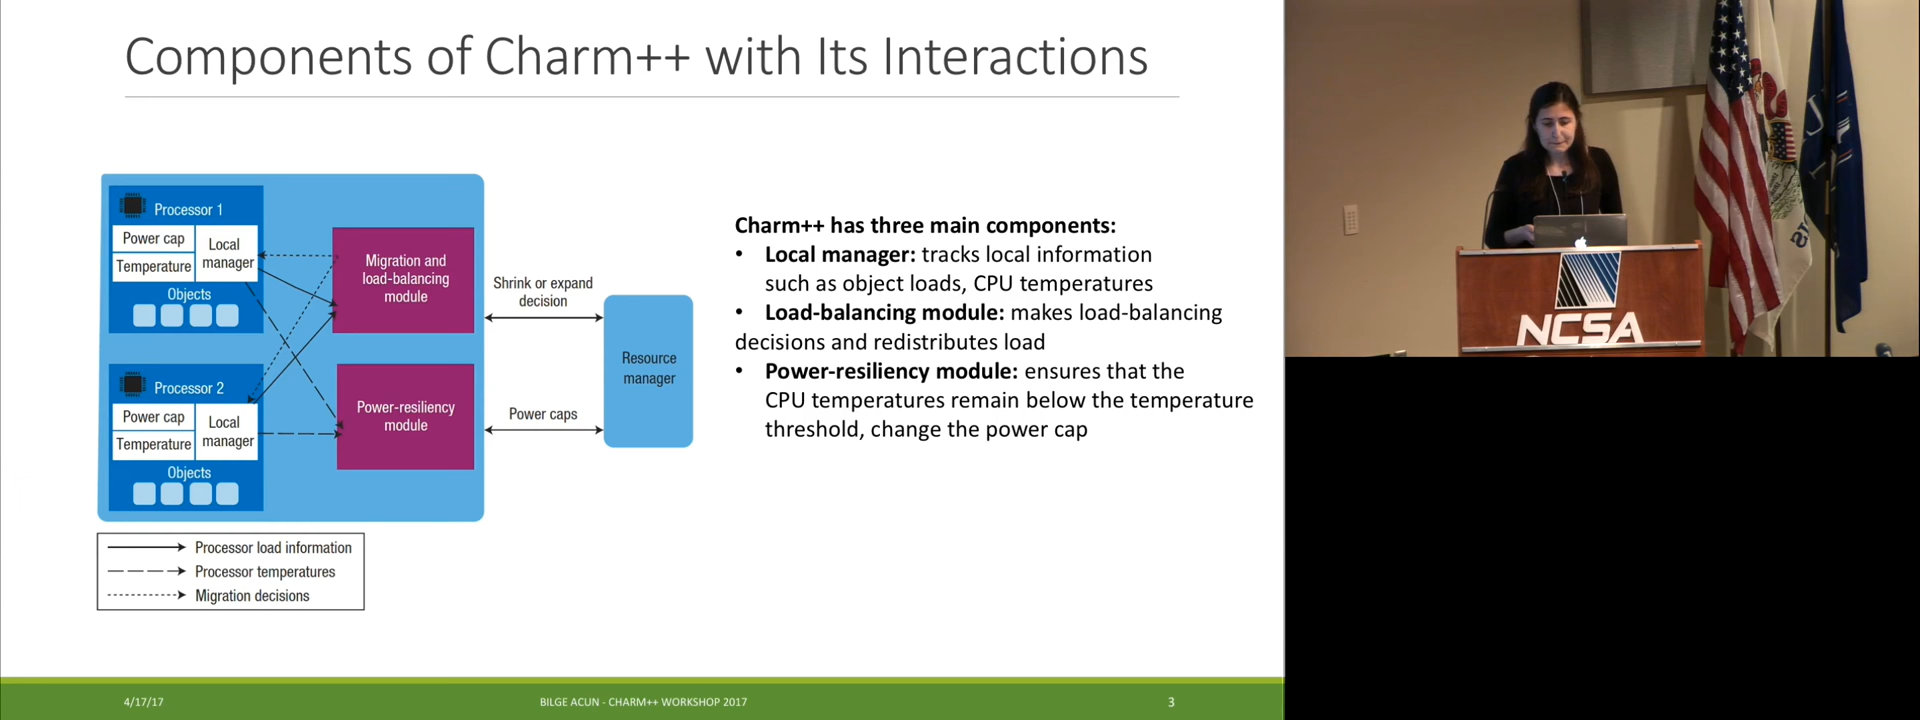 Components of Charm++ with Its Interactions
Processor 1
Power cap
Temperature
Local
manager
Objects
Processor 2
Power cap
Temperature
Local
manager
Objects
Migration and
load-balancing
module
Power-resiliency
module
Shrink or expand
decision
Power caps
Resource
manager
Processor load information
Processor temperatures
Migration decisions
Charm++ has three main components:
• Local manager: tracks local information
such as object loads, CPU temperatures
• Load-balancing module: makes load-balancing
decisions and redistributes load
• Power-resiliency module: ensures that the
CPU temperatures remain below the temperature
threshold, change the power cap
4/17/17
BILGE ACUN - CHARM++ WORKSHOP 2017
3
NCSA